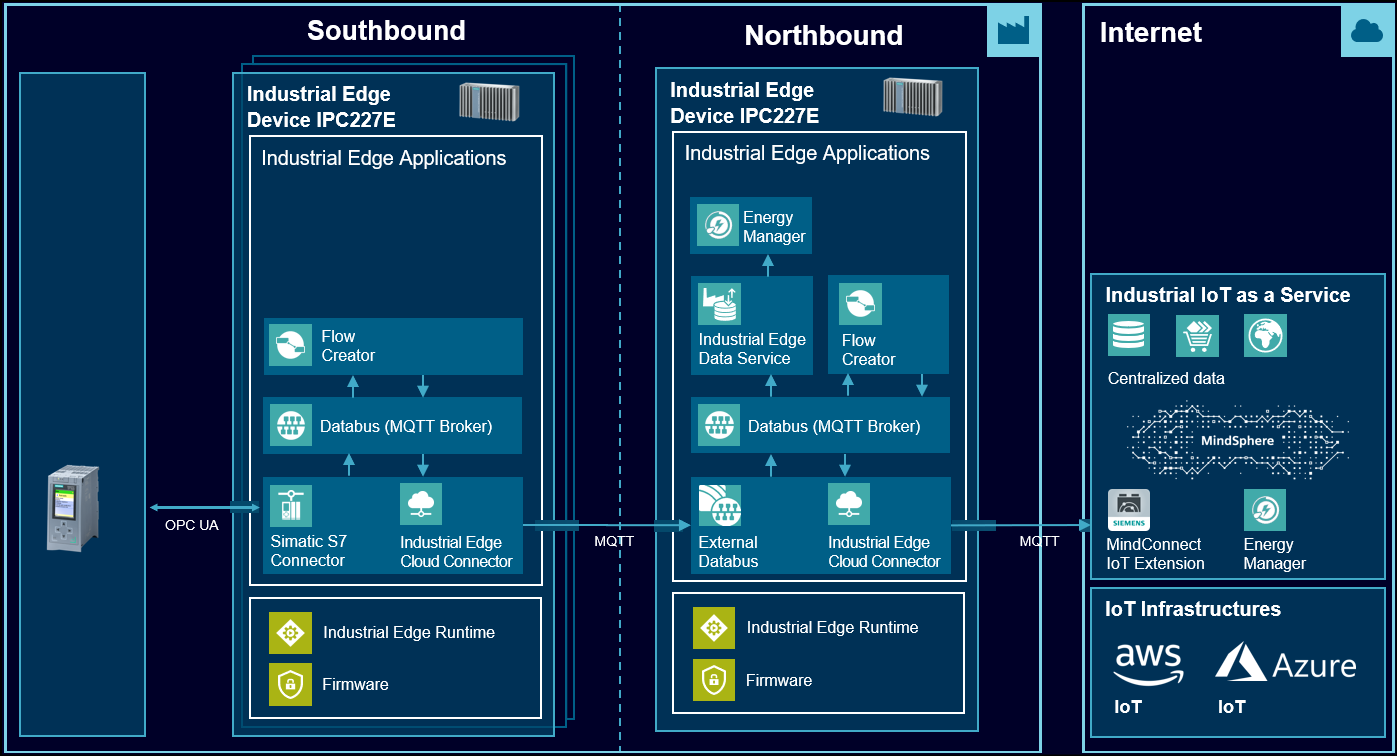 Southbound
Northbound
Internet
Industrial Edge
Device IPC227E
Industrial Edge Applications
Flow
Creator
Databus (MQTT Broker)
Simatic S7
Connector
Industrial Edge
Cloud Connector
Industrial Edge Runtime
Firmware
OPC UA
MQTT
Industrial Edge
Device IPC227E
Industrial Edge Applications
Energy
Manager
Industrial Edge
Data Service
Flow
Creator
Databus (MQTT Broker)
External
Databus
Industrial Edge
Cloud Connector
Industrial Edge Runtime
Firmware
MQTT
Industrial IoT as a Service
Centralized data
MindSphere
SIEMENS
MindConnect
IoT Extension
Energy
Manager
IoT Infrastructures
aws
IoT
Azure
IoT